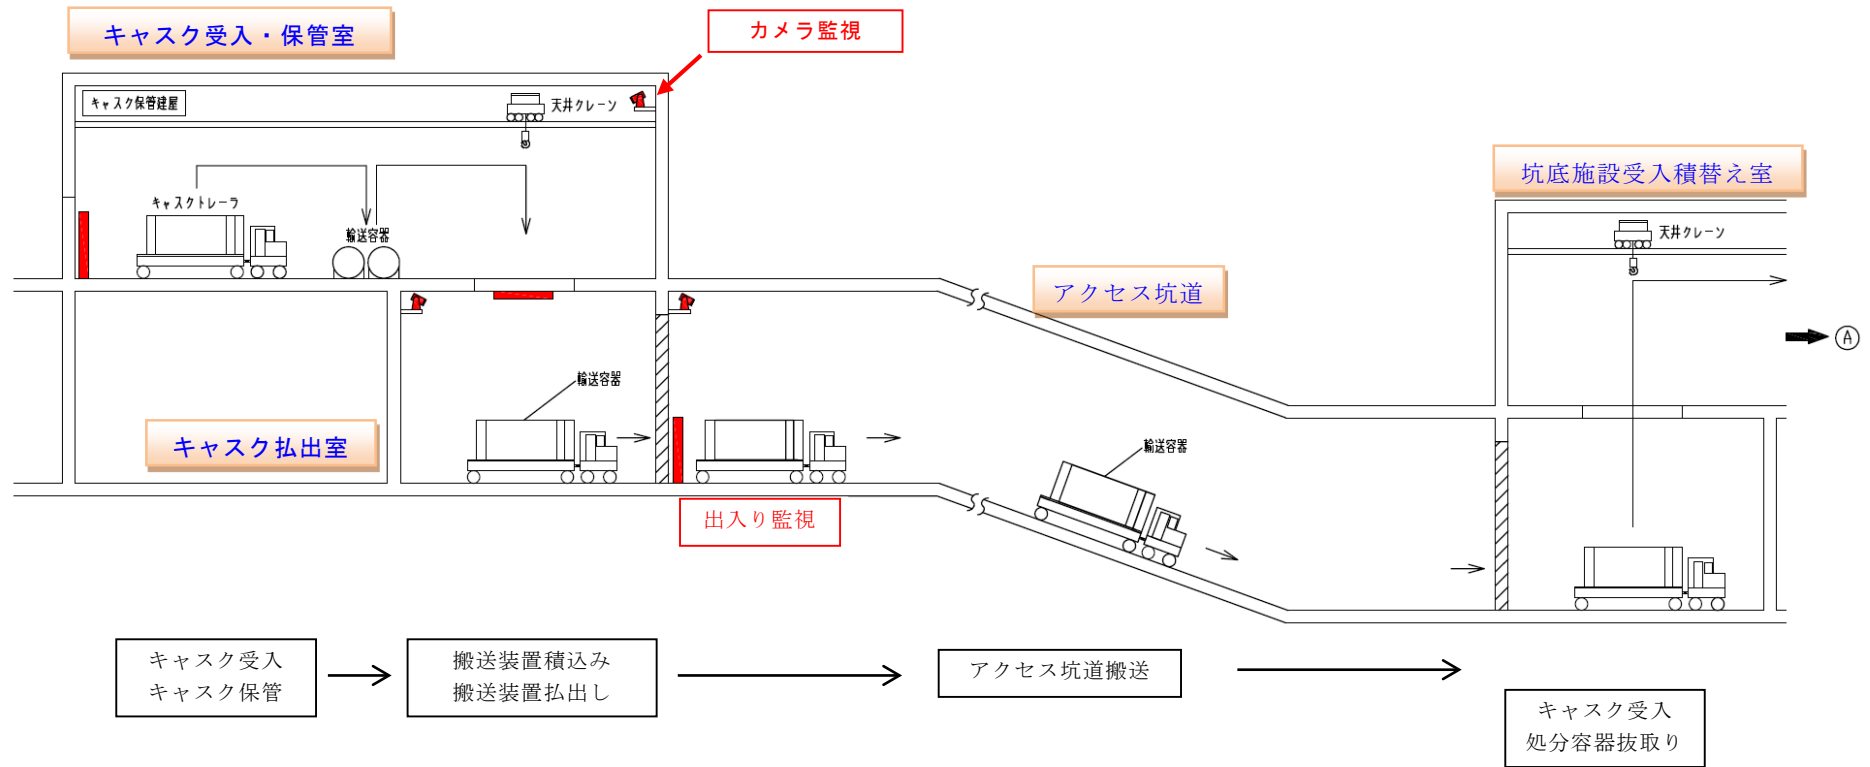 キャスク受入・保管室
カメラ監視
キャスク保管建屋
天井クレーン
坑底施設受入積替え室
キャスクトレーラ
輸送容器
天井クレーン
アクセス坑道
A
輸送容器
キャスク払出室
輸送容器
出入り監視
キャスク受入
キャスク保管
搬送装置積込み
搬送装置払出し
アクセス坑道搬送
キャスク受入
処分容器抜取り